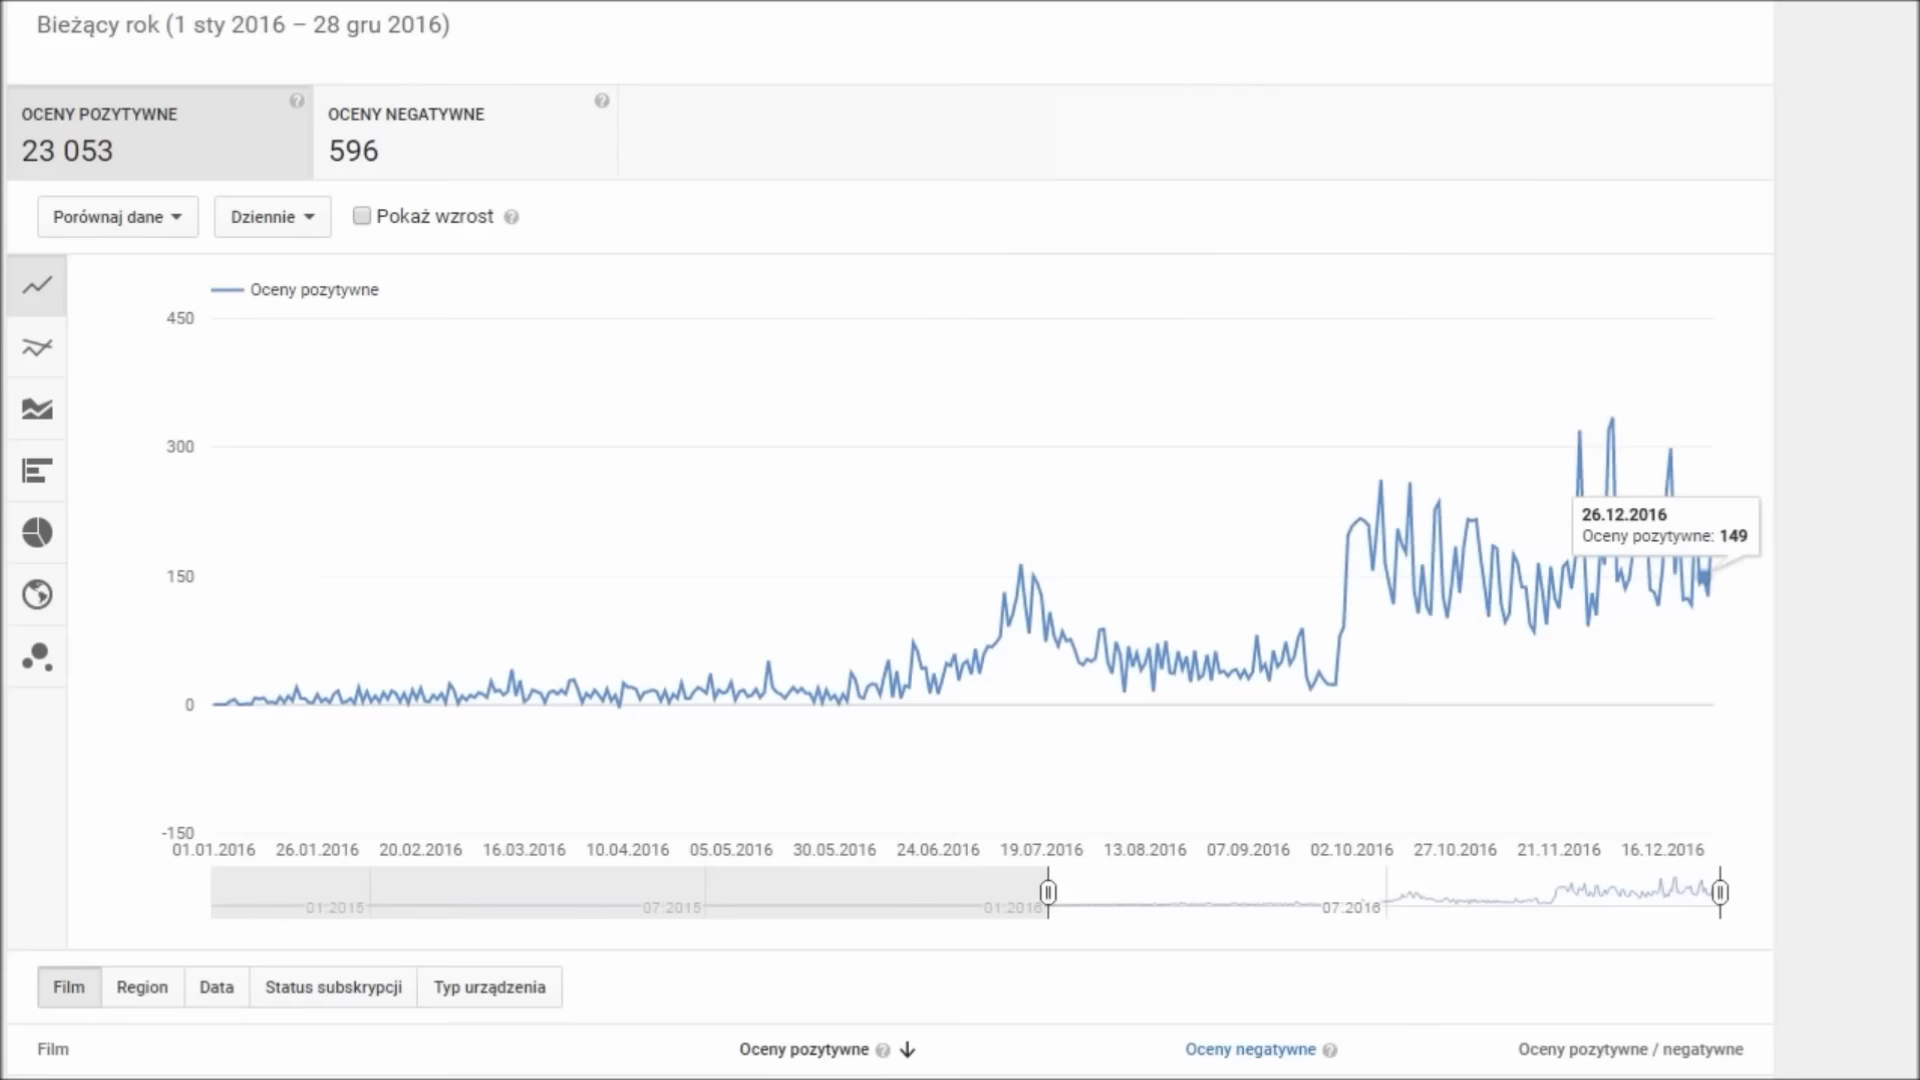 Bieżący rok (1 sty 2016 – 28 gru 2016)
OCENY POZYTYWNE
23 053
OCENY NEGATYWNE
596
Porównaj dane
Dziennie
Pokaż wzrost
Oceny pozytywne
450
300
150
0
-150
26.12.2016
Oceny pozytywne: 149
01.01.2016 26.01.2016 20.02.2016 16.03.2016 10.04.2016 05.05.2016 30.05.2016 24.06.2016 19.07.2016 13.08.2016 07.09.2016 02.10.2016 27.10.2016 21.11.2016 16.12.2016
01.2015 07.2015 01.2016 07.2016
Film Region Data Status subskrypcji Typ urządzenia
Film Oceny pozytywne Oceny negatywne Oceny pozytywne / negatywne